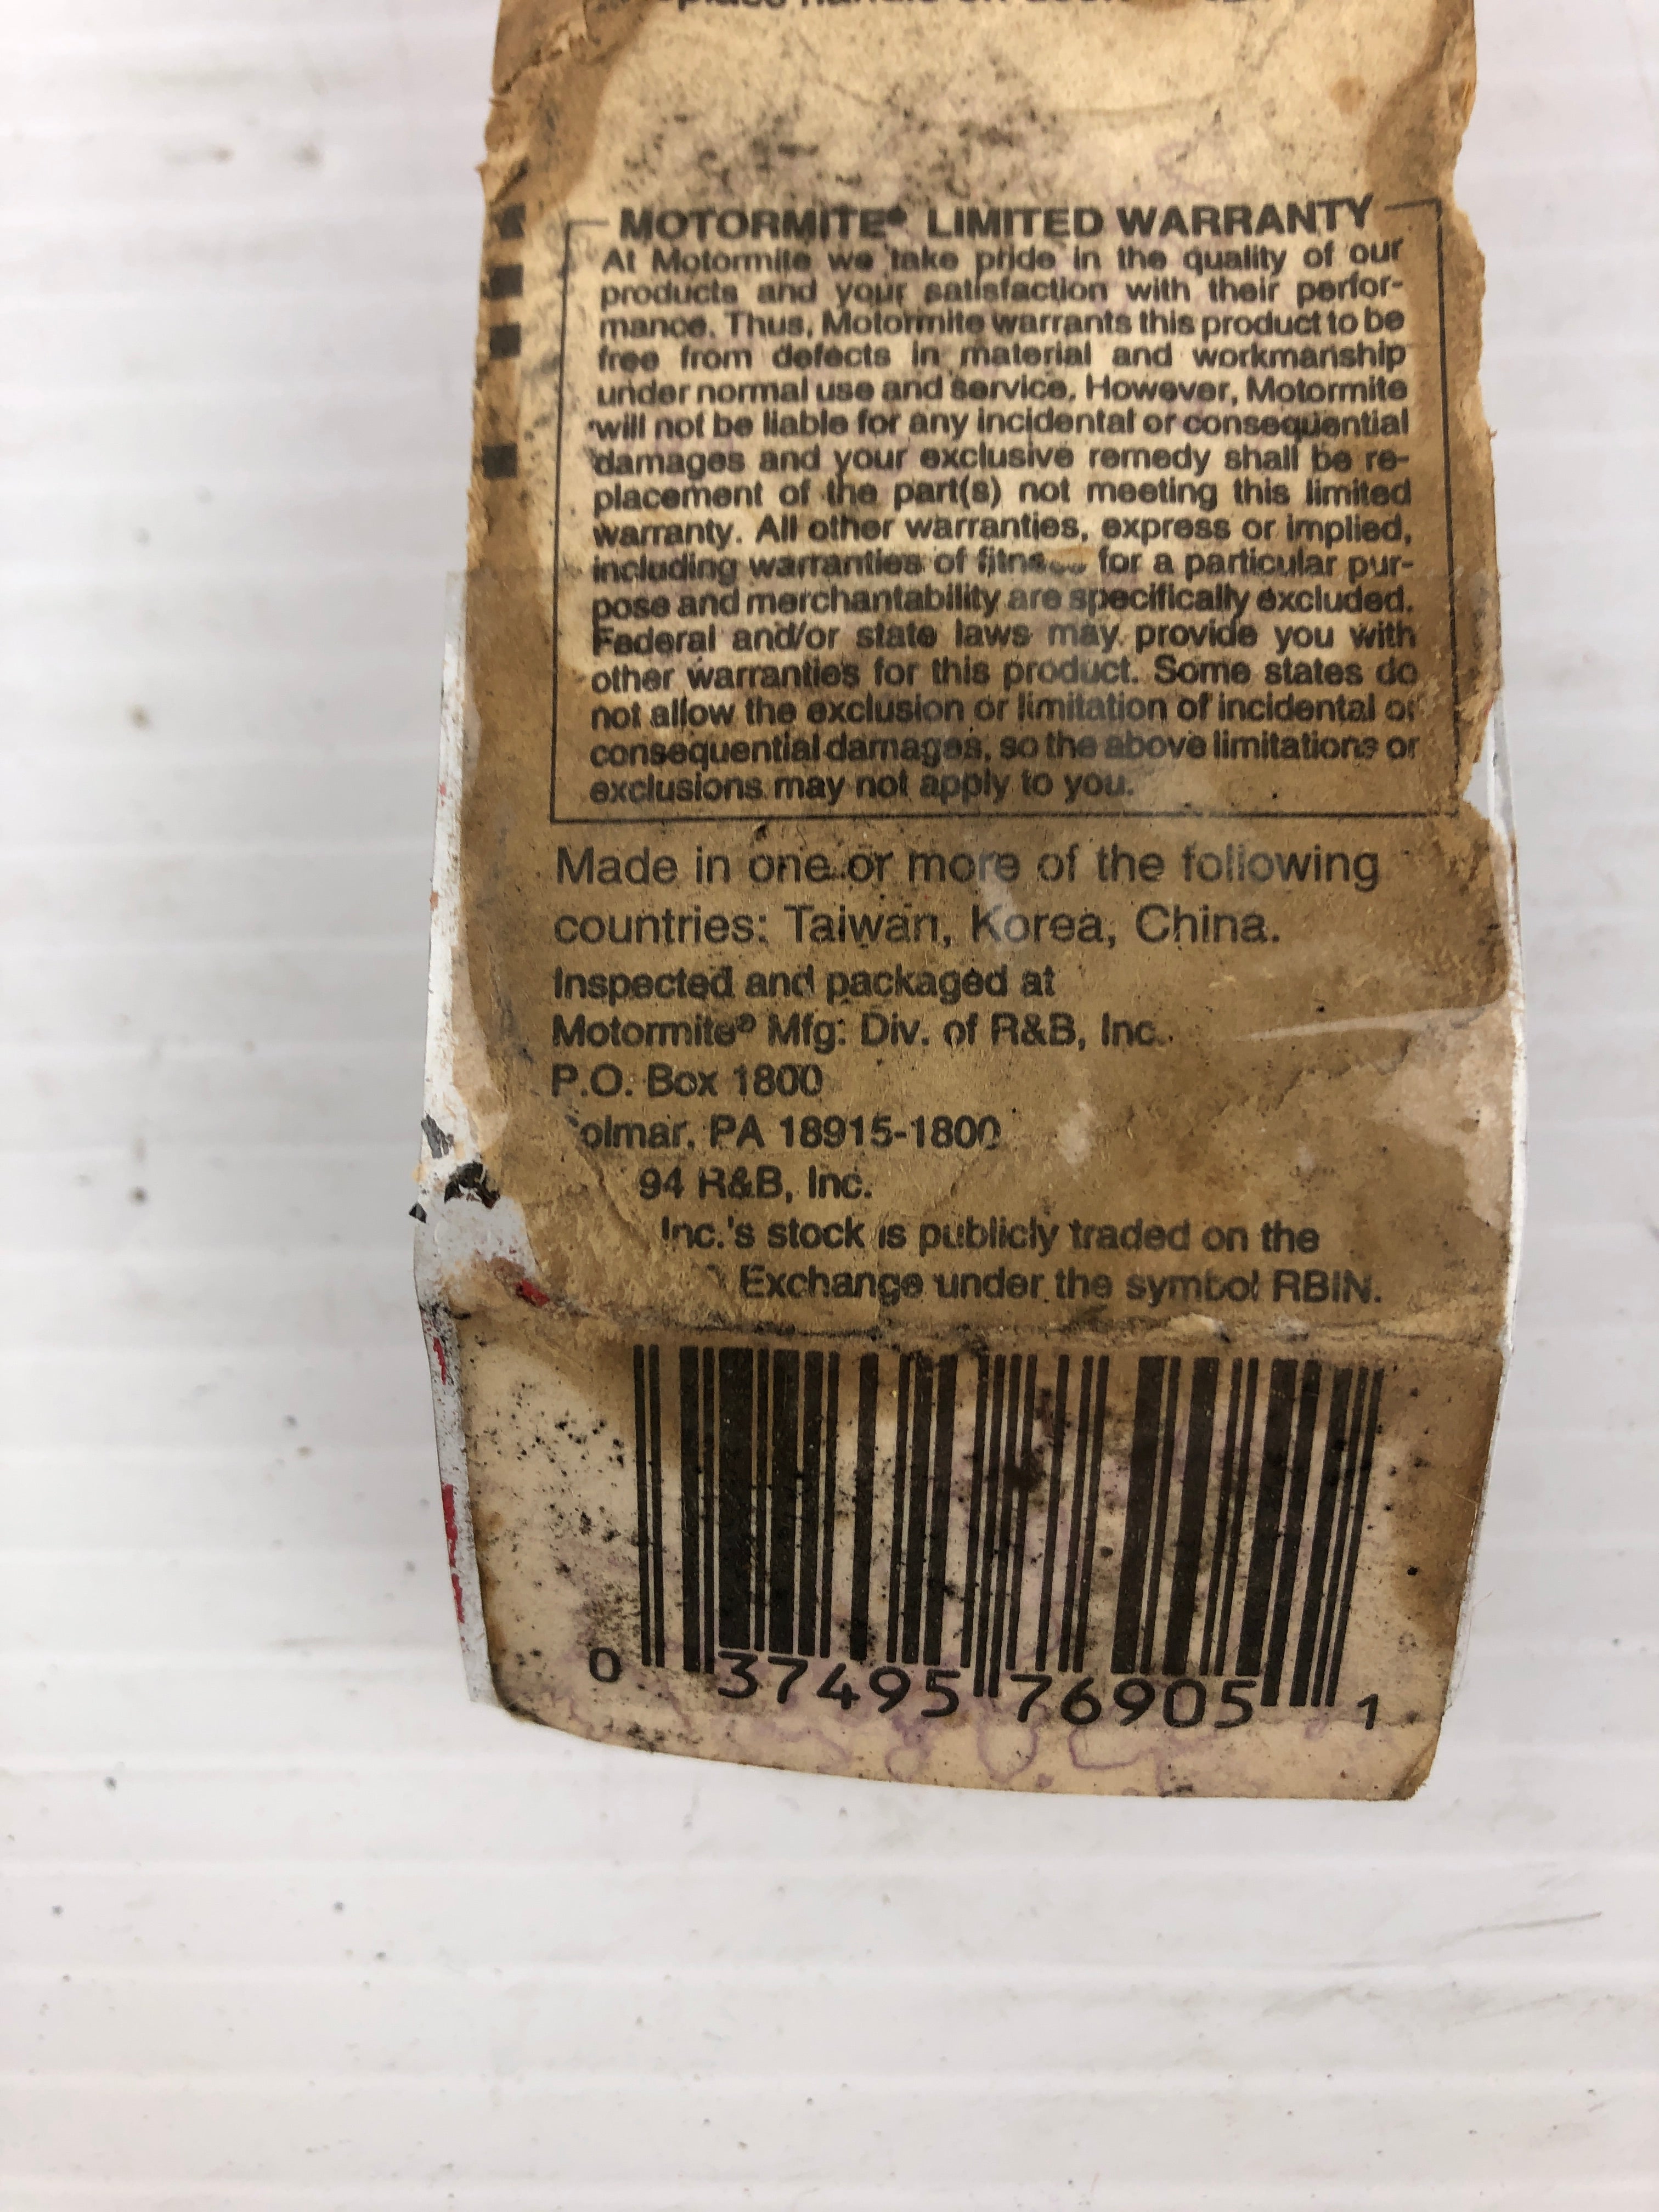 handle on
MOTORMITE® LIMITED WARRANTY
At Motormite we take pride in the quality of our
products and your satisfaction with their perfor-
mance. Thus, Motormite warrants this product to be
free from defects in material and workmanship
under normal use and service. However, Motormite
will not be liable for any incidental or consequential
damages and your exclusive remedy shall be re-
placement of the part(s) not meeting this limited
warranty. All other warranties, express or implied,
including warranties of fitness for a particular pur-
pose and merchantability are specifically excluded.
Federal and/or state laws may provide you with
other warranties for this product. Some states do
not allow the exclusion or limitation of incidental or
consequential damages, so the above limitations or
exclusions may not apply to you.
Made in one or more of the following
countries: Taiwan, Korea, China.
Inspected and packaged at
Motormite® Mfg. Div. of R&B, Inc.
P.O. Box 1800
olmar, PA 18915-1800
94 R&B, Inc.
Inc.'s stock is publicly traded on the
Exchange under the symbol RBIN.
0 37495 76905 1